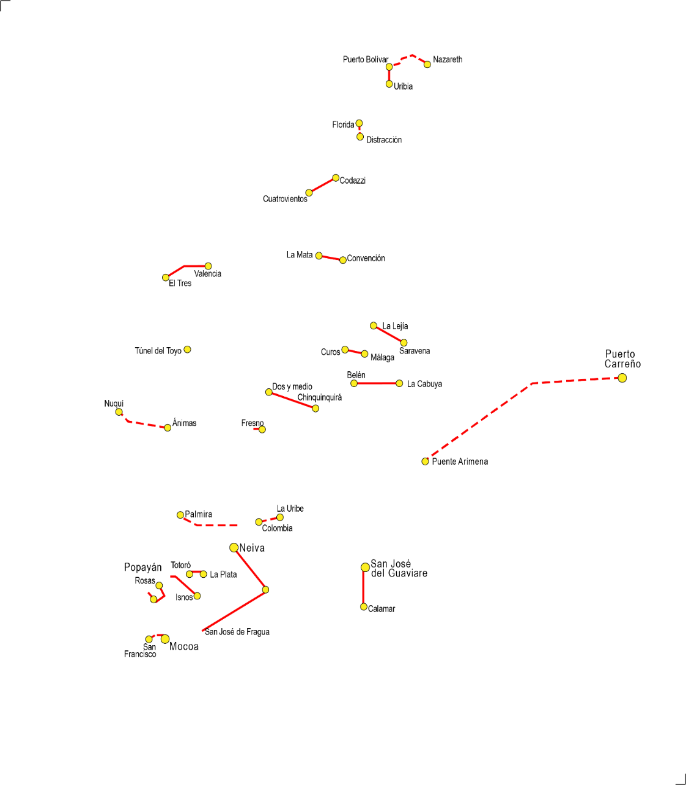 Puerto Bolivar
Nazareth
Uribia
Florida
Distracción
Codazzi
Cuatrovientos
La Mata
Convención
Valencia
El Tres
La Lejía
Túnel del Toyo
Curos
Saravena
Málaga
Puerto
Carreño
Belén
La Cabuya
Dos y medio
Chinquinquirá
Nuquí
Ánimas
Fresno
Puente Arimena
La Uribe
Palmira
Colombia
Neiva
Popayán
Totoró
San José
del Guaviare
La Plata
Rosas
Isnos
Calamar
San José de Fragua
San
Francisco
Mocoa